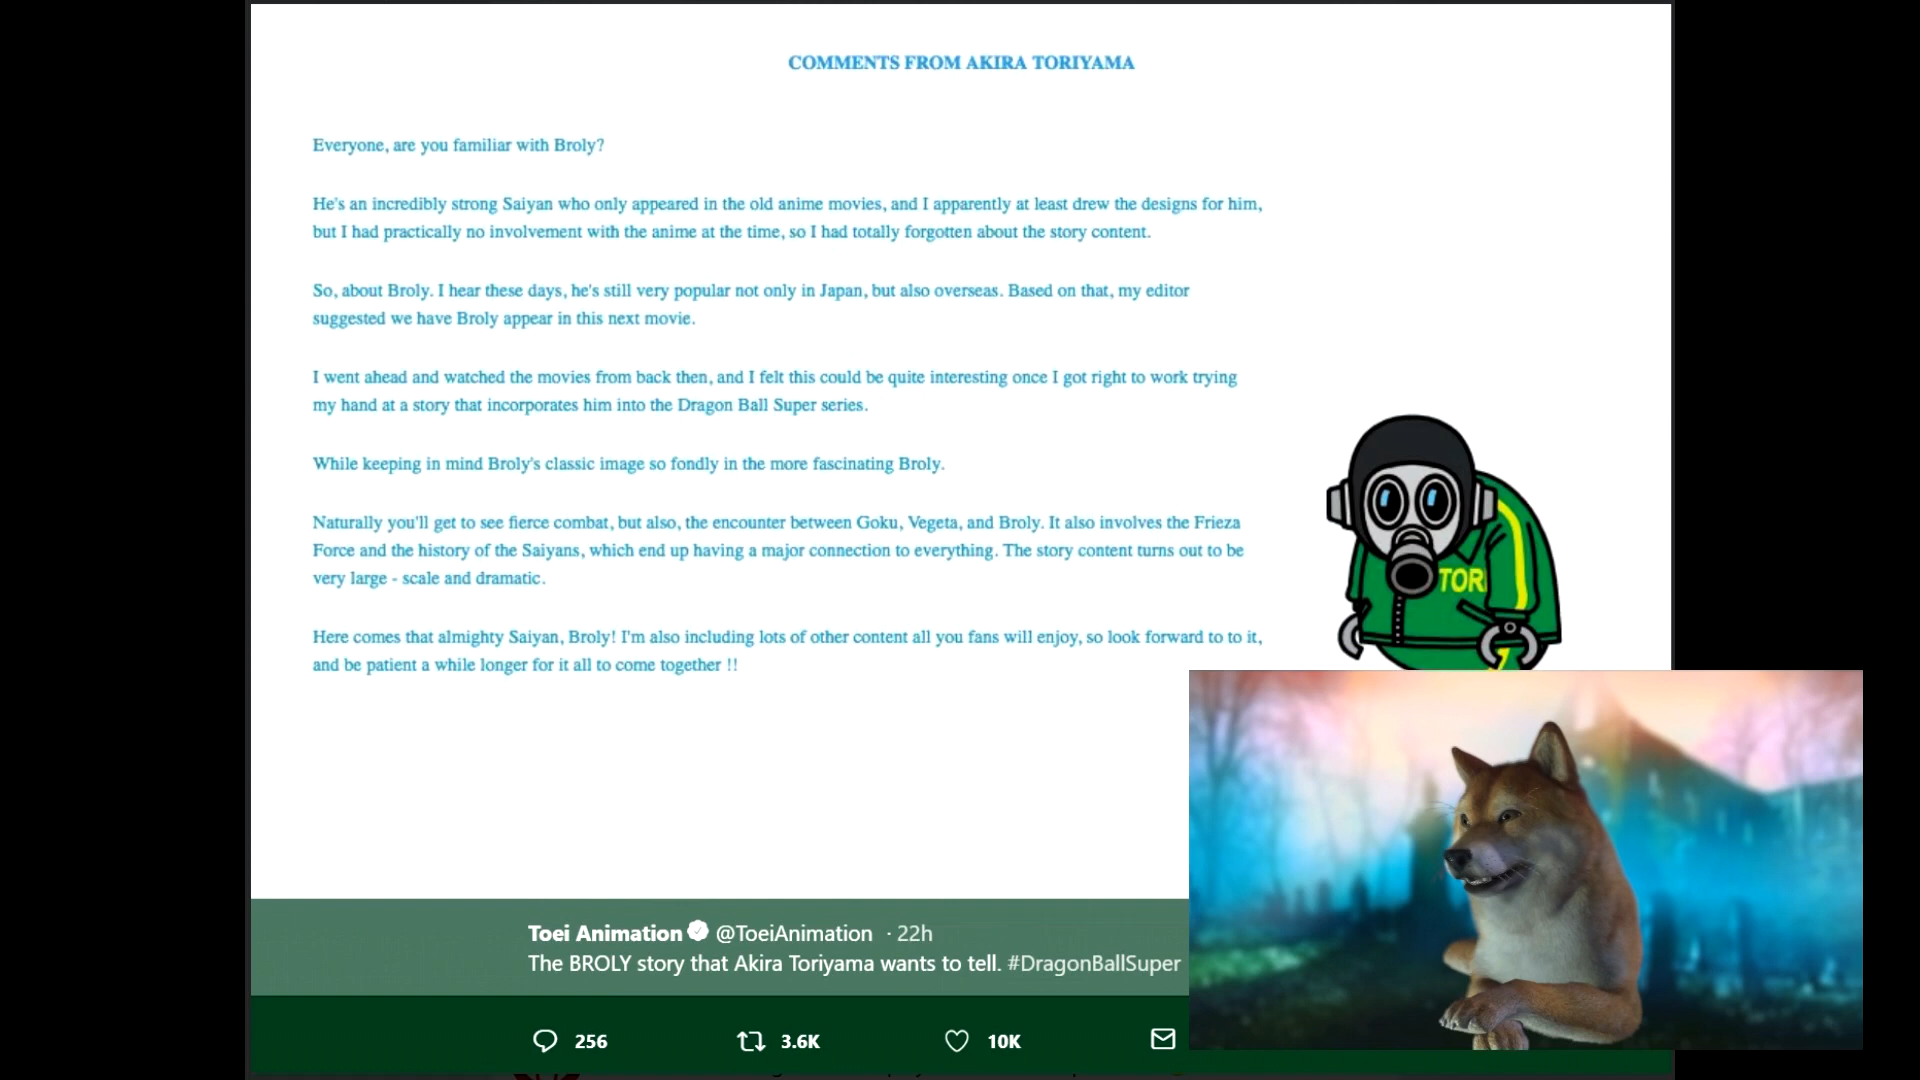 COMMENTS FROM AKIRA TORIYAMA
Everyone, are you familiar with Broly?
He's an incredibly strong Saiyan who only appeared in the old anime movies, and I apparently at least drew the designs for him,
but I had practically no involvement with the anime at the time, so I had totally forgotten about the story content.
So, about Broly. I hear these days, he's still very popular not only in Japan, but also overseas. Based on that, my editor
suggested we have Broly appear in this next movie.
I went ahead and watched the movies from back then, and I felt this could be quite interesting once I got right to work trying
my hand at a story that incorporates him into the Dragon Ball Super series.
While keeping in mind Broly's classic image so fondly in the more fascinating Broly.
Naturally you'll get to see fierce combat, but also, the encounter between Goku, Vegeta, and Broly. It also involves the Frieza
Force and the history of the Saiyans, which end up having a major connection to everything. The story content turns out to be
very large - scale and dramatic.
Here comes that almighty Saiyan, Broly! I'm also including lots of other content all you fans will enjoy, so look forward to to it,
and be patient a while longer for it all to come together !!
TOR
Toei Animation @ToeiAnimation · 22h
The BROLY story that Akira Toriyama wants to tell. #DragonBallSuper
256 3.6K 10K